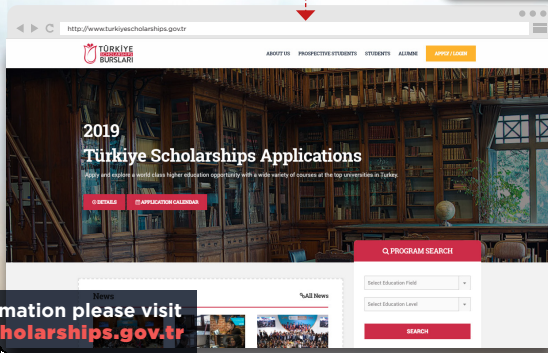 http://www.turkiyescholarships.gov.tr
TÜRKİYE
SCHOLARSHIPS
BURSLARI
ABOUT US PROSPECTIVE STUDENTS STUDENTS ALUMNI APPLY / LOGIN
2019
Türkiye Scholarships Applications
Apply and explore a world class higher education opportunity with a wide variety of courses at the top universities in Turkey.
DETAILS APPLICATION CALENDAR
PROGRAM SEARCH
Select Education Field
Select Education Level
SEARCH
News
All News
mation please visit
holarships.gov.tr